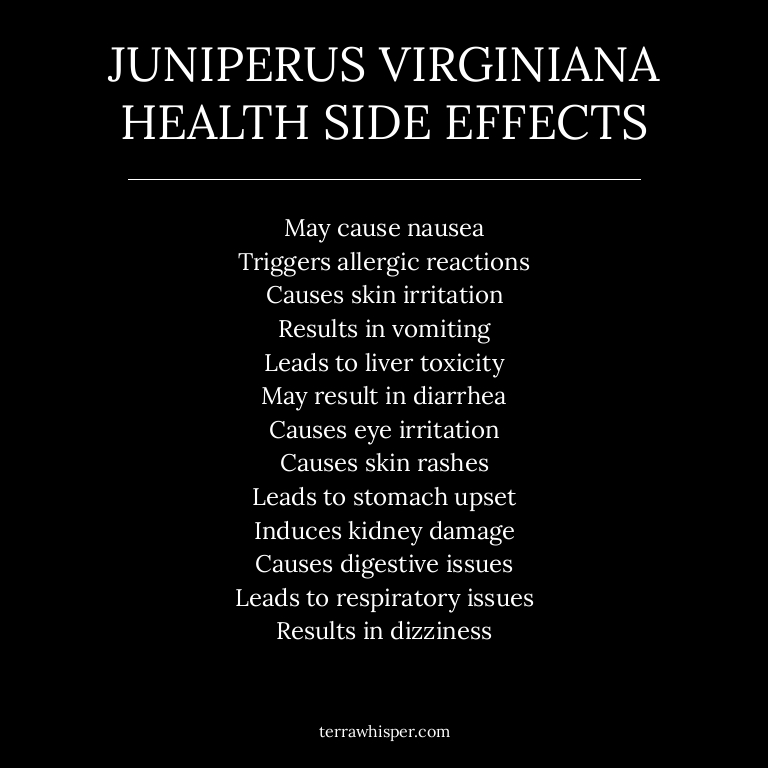 JUNIPERUS VIRGINIANA
HEALTH SIDE EFFECTS
May cause nausea
Triggers allergic reactions
Causes skin irritation
Results in vomiting
Leads to liver toxicity
May result in diarrhea
Causes eye irritation
Causes skin rashes
Leads to stomach upset
Induces kidney damage
Causes digestive issues
Leads to respiratory issues
Results in dizziness
terrawhisper.com